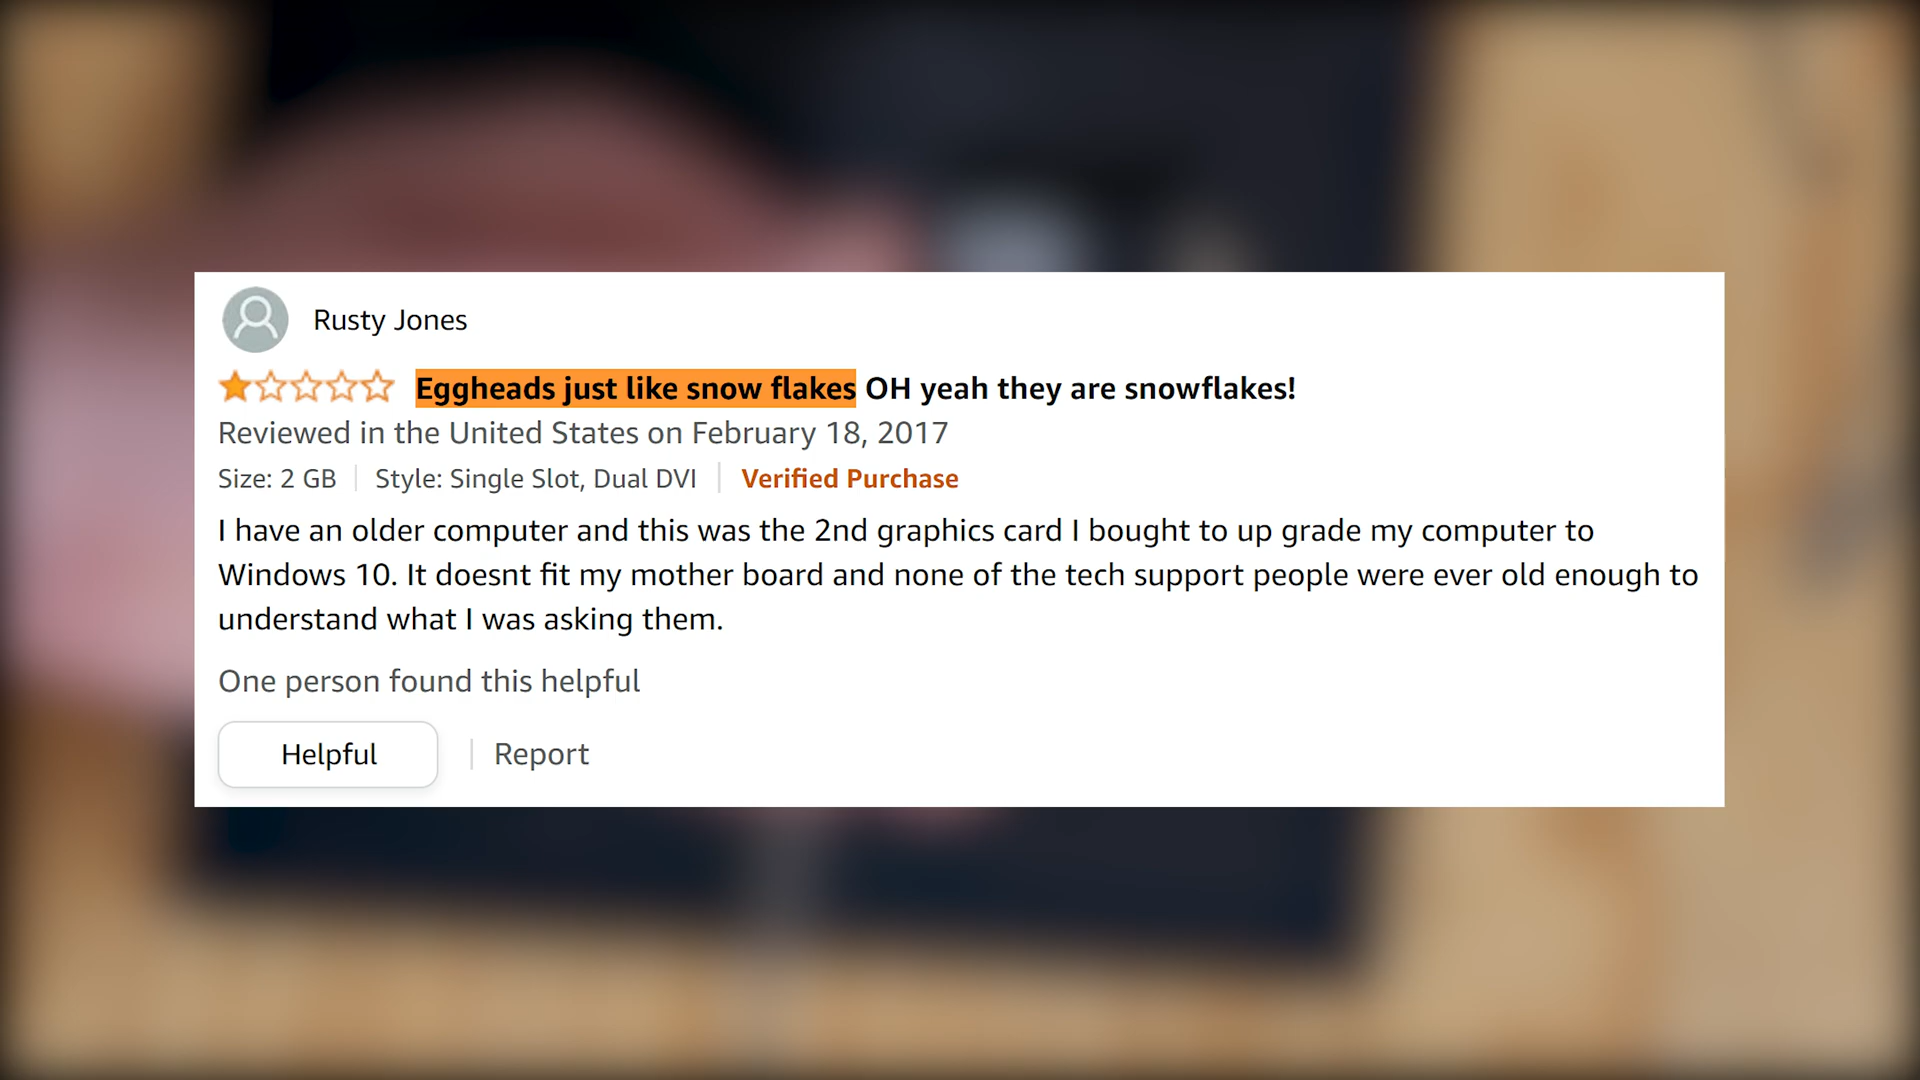 Rusty Jones
Eggheads just like snow flakes OH yeah they are snowflakes!
Reviewed in the United States on February 18, 2017
Size: 2 GB | Style: Single Slot, Dual DVI | Verified Purchase
I have an older computer and this was the 2nd graphics card I bought to up grade my computer to
Windows 10. It doesnt fit my mother board and none of the tech support people were ever old enough to
understand what I was asking them.
One person found this helpful
Helpful | Report